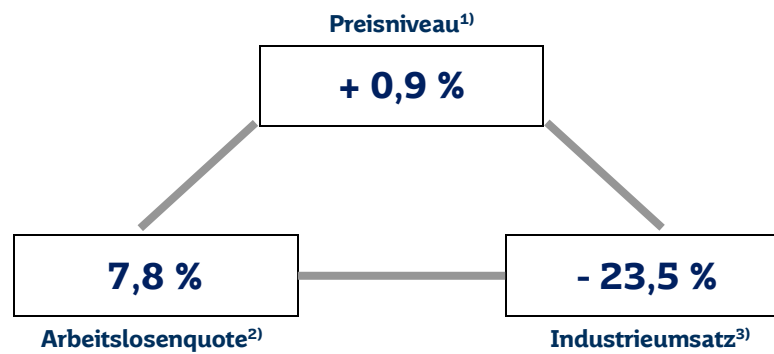 Preisniveau¹⁾
+ 0,9 %
7,8 %
- 23,5 %
Arbeitslosenquote²⁾
Industrieumsatz³⁾